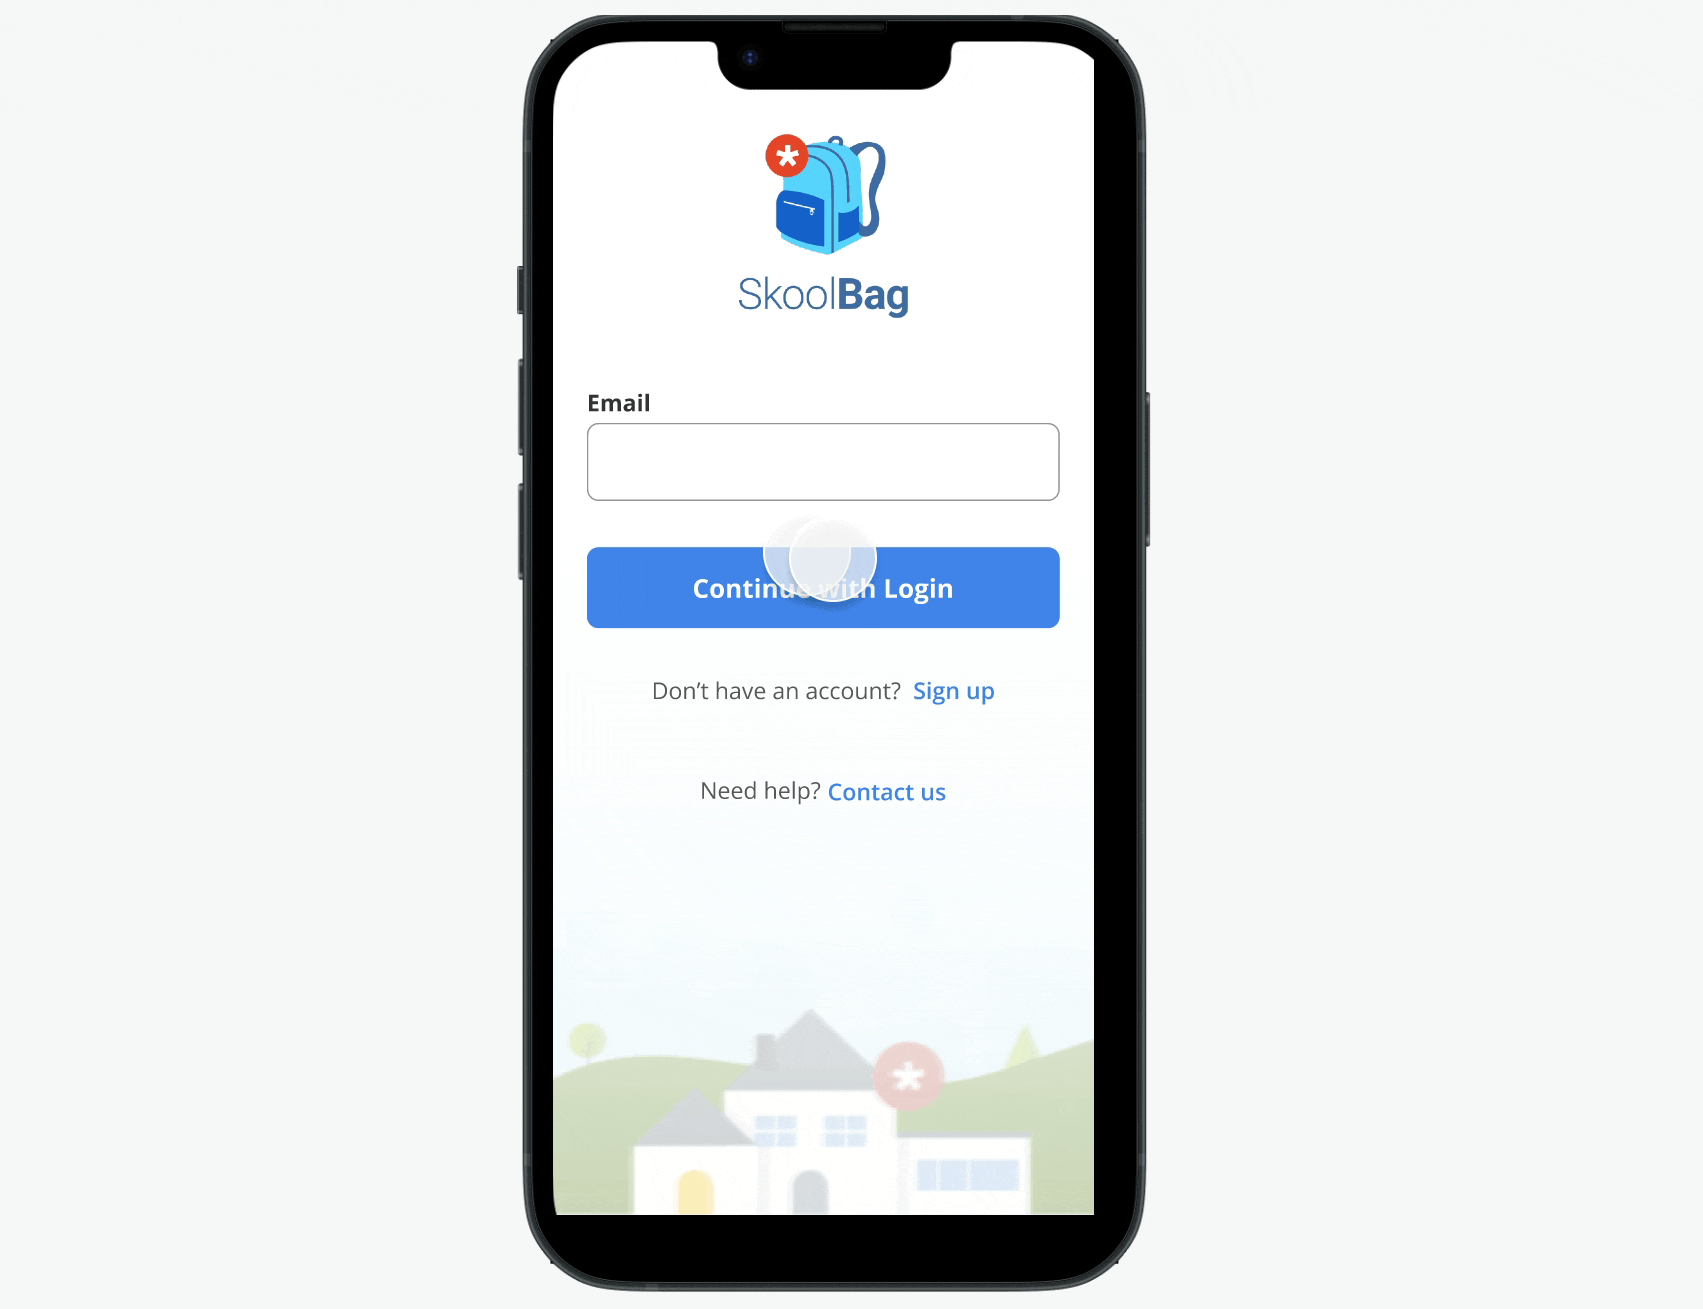 SkoolBag
Email
Continue with Login
Don’t have an account? Sign up
Need help? Contact us